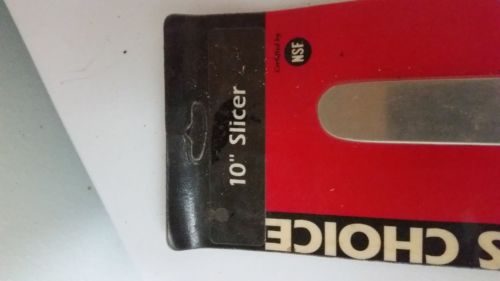 Certified by
NSF
10" Slicer
S CHOICE